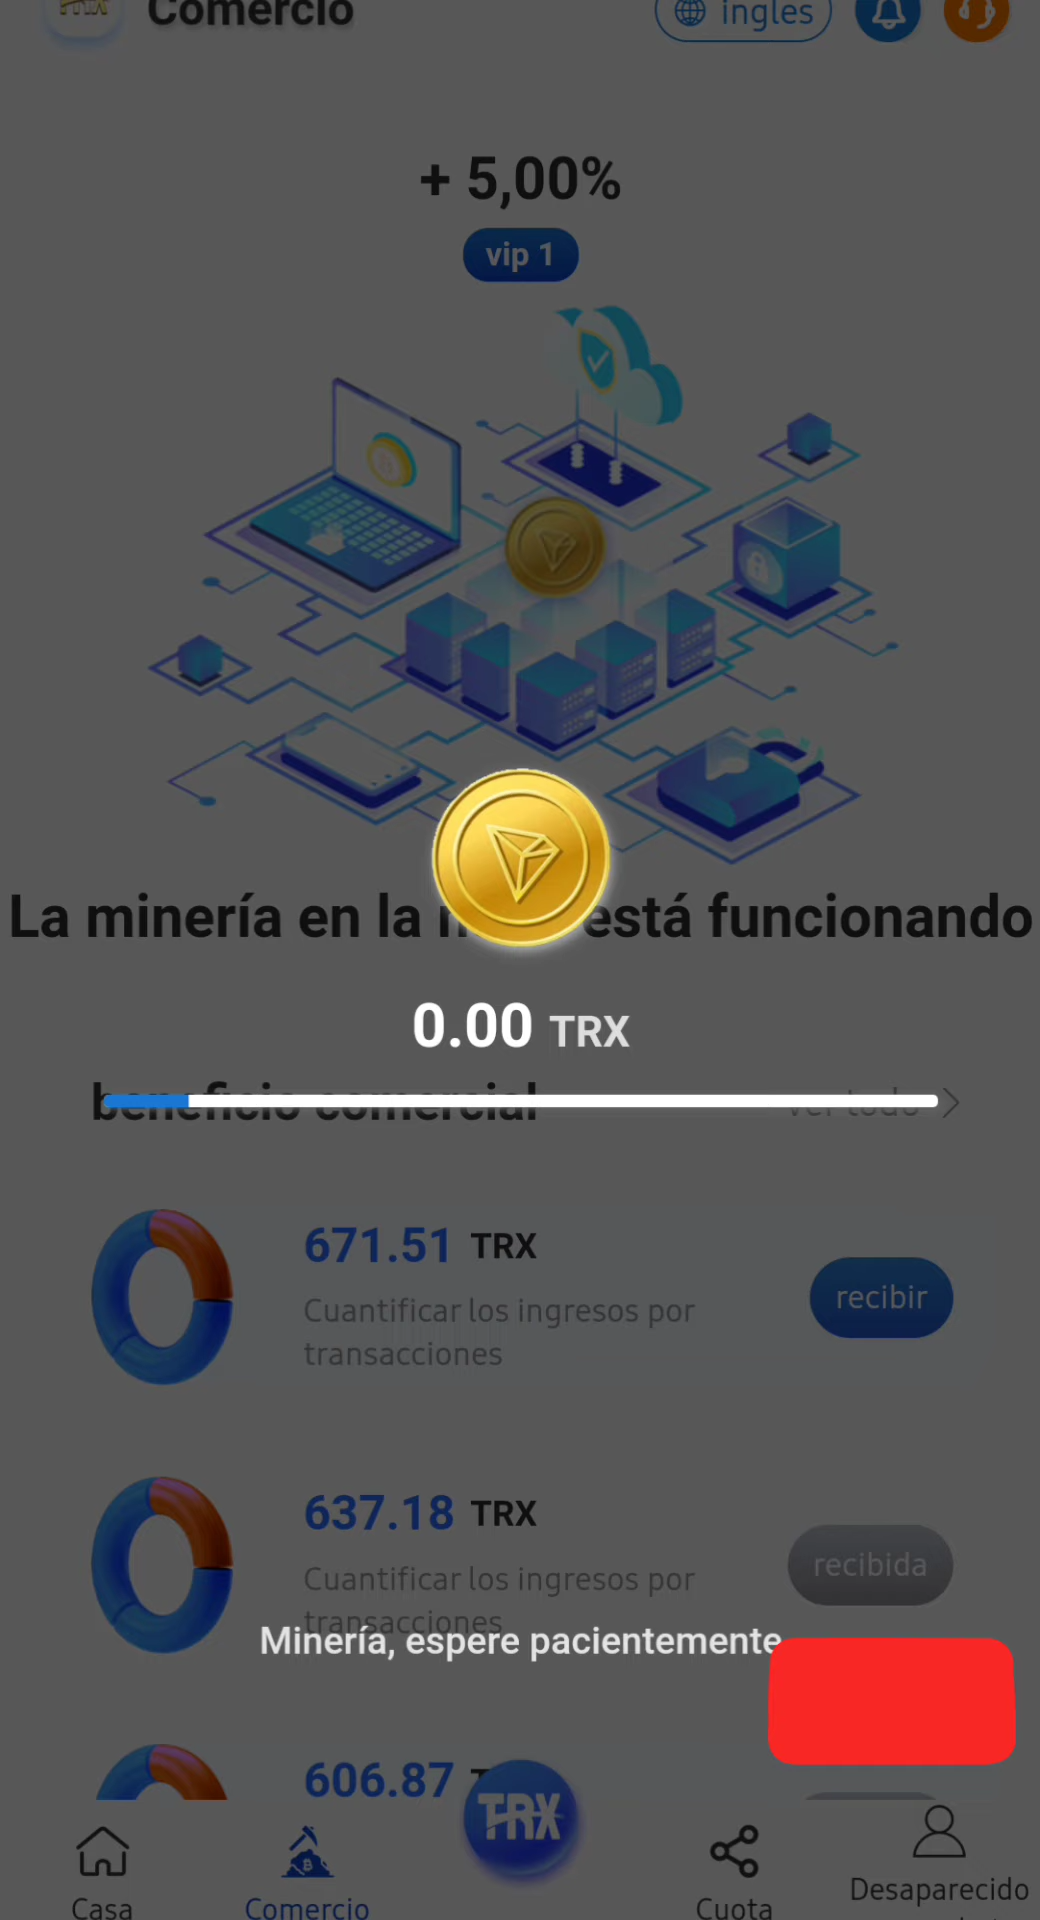 TRX
Comercio
ingles
+ 5,00%
vip 1
La minería en la está funcionando
0.00 TRX
beneficio comercial
ver todo
671.51 TRX
Cuantificar los ingresos por
transacciones
recibir
637.18 TRX
Cuantificar los ingresos por
transacciones
recibida
Minería, espere pacientemente
606.87
TRX
Casa
Comercio
Cuota
Desaparecido